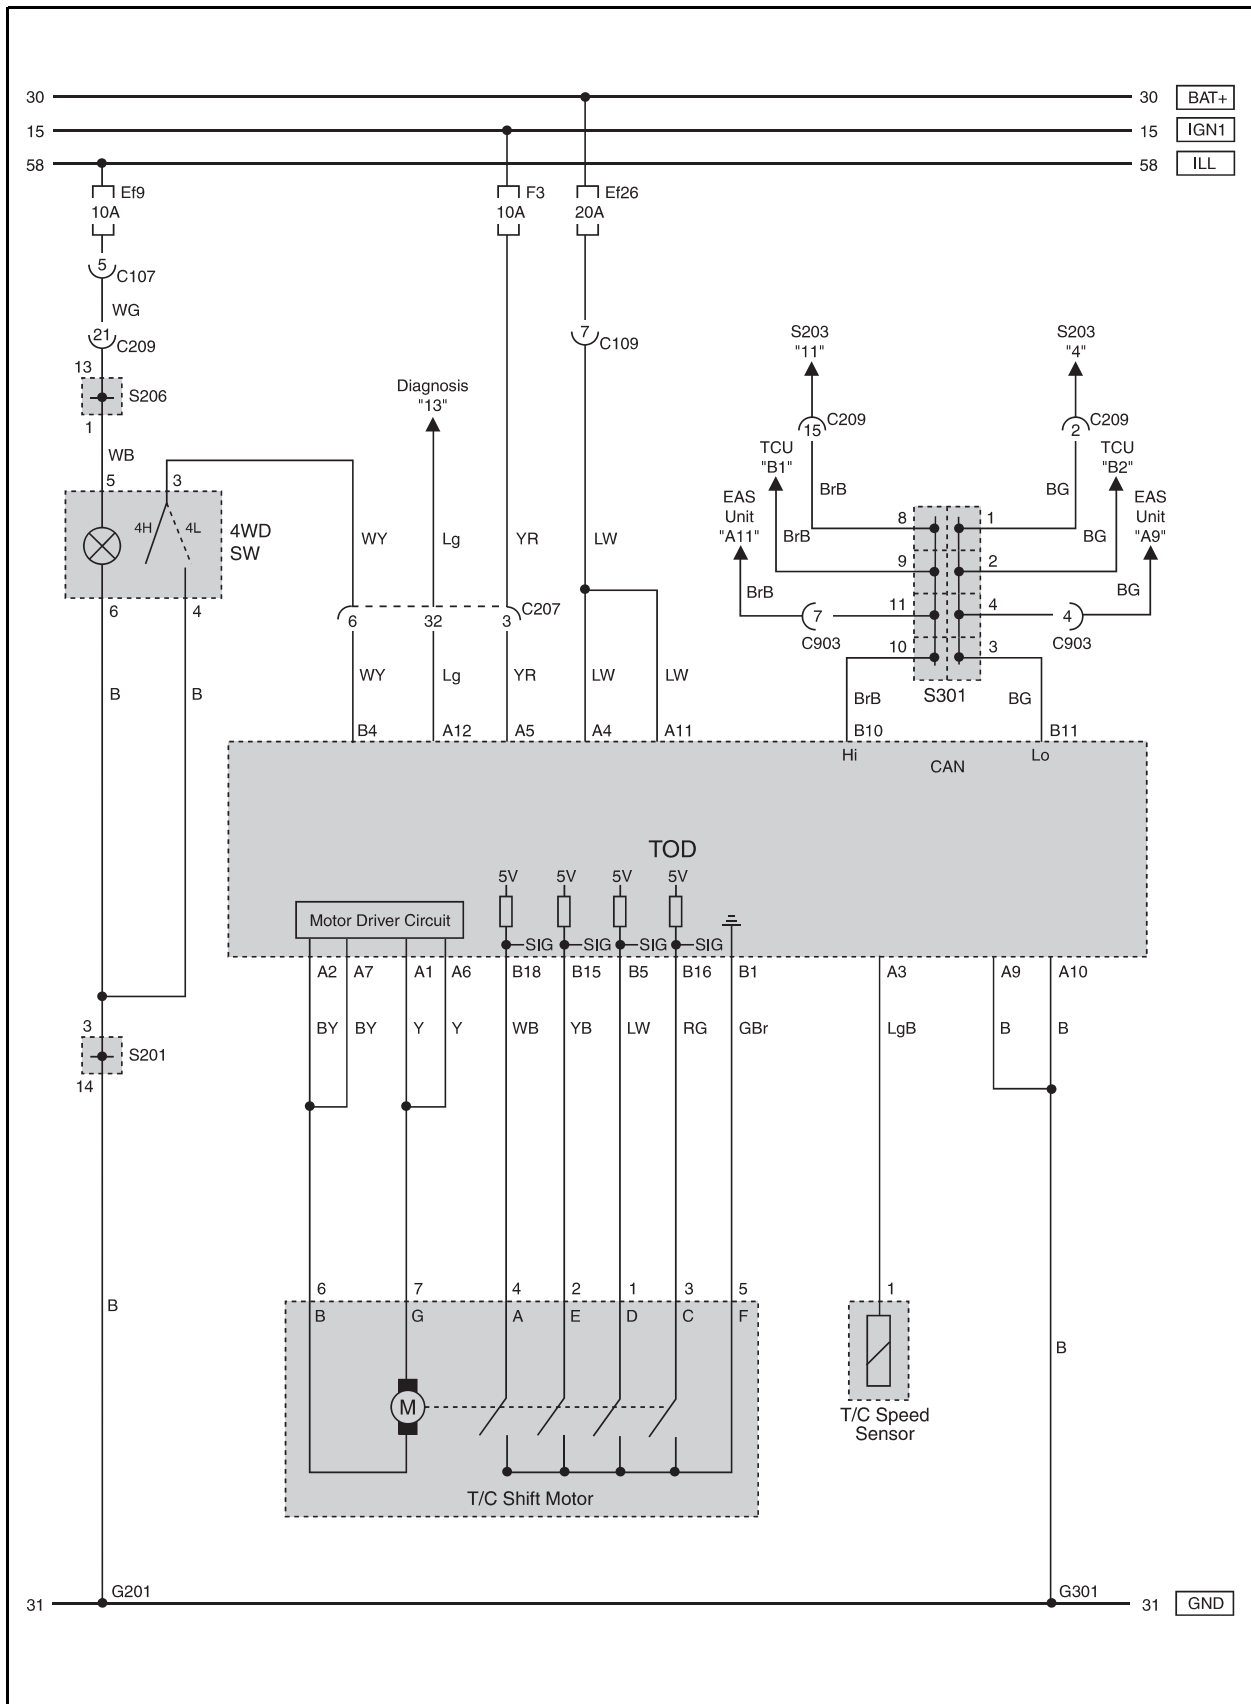 30 30 BAT+
15 15 IGN1
58 58 ILL
Ef9 F3 Ef26
10A 10A 20A
5 C107
WG
21 C209
7 C109
S203 S203
"11" "4"
13
S206
1
Diagnosis
"13"
15 C209 2 C209
TCU TCU
"B1" "B2"
WB
5 3
EAS EAS
Unit Unit
"A11" "A9"
BrB BG
8 1
4H 4L 4WD
SW
WY Lg YR LW
BrB BG
9 2
BrB BG
6 4
6 32 3 C207
7 11 4 4
C903 C903
10 3
WY Lg YR LW LW
S301
B B
BrB BG
B4 A12 A5 A4 A11 B10 B11
Hi CAN Lo
TOD
5V 5V 5V 5V
Motor Driver Circuit
SIG SIG SIG SIG
A2 A7 A1 A6 B18 B15 B5 B16 B1 A3 A9 A10
3 BY BY Y Y WB YB LW RG GBr LgB B B
S201
14
6 7 4 2 1 3 5 1
B
B G A E D C F
B
M
T/C Speed
Sensor
T/C Shift Motor
G201 G301
31 31 GND